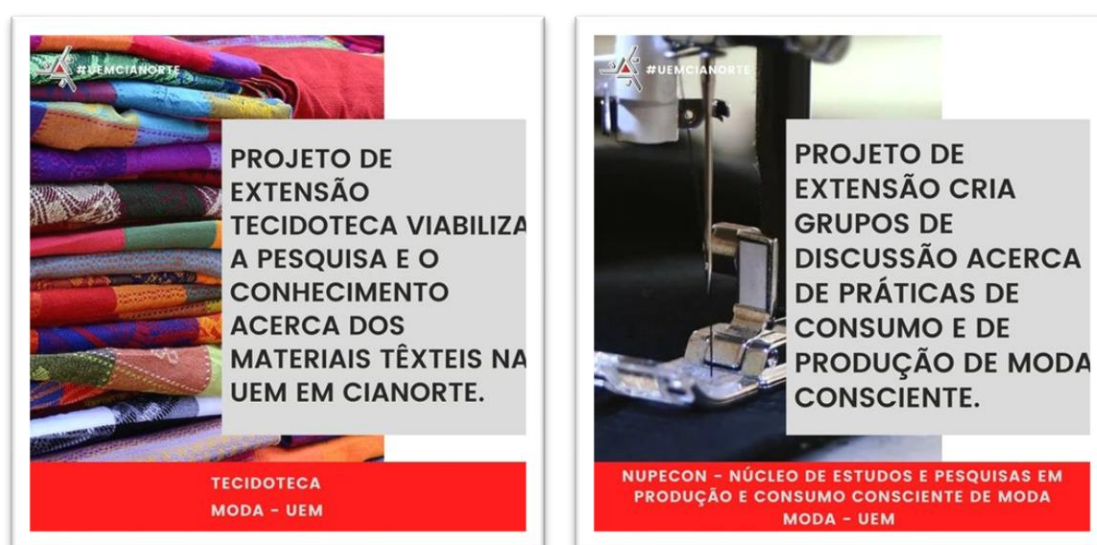 #UEMCIANORTE
PROJETO DE
EXTENSÃO
TECIDOTECA VIABILIZA
A PESQUISA E O
CONHECIMENTO
ACERCA DOS
MATERIAIS TÊXTEIS NA
UEM EM CIANORTE.
TECIDOTECA
MODA - UEM
#UEMCIANORTE
PROJETO DE
EXTENSÃO CRIA
GRUPOS DE
DISCUSSÃO ACERCA
DE PRÁTICAS DE
CONSUMO E DE
PRODUÇÃO DE MODA
CONSCIENTE.
NUPECON - NÚCLEO DE ESTUDOS E PESQUISAS EM
PRODUÇÃO E CONSUMO CONSCIENTE DE MODA
MODA - UEM